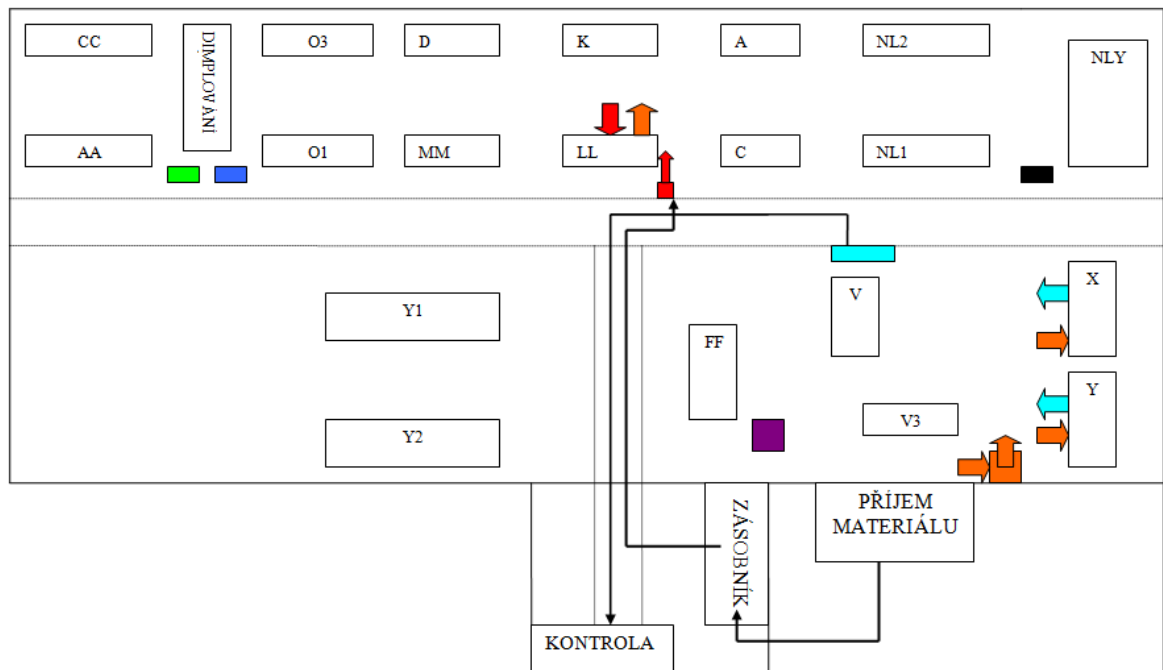 CC
DIMPLOVÁNÍ
O3
D
K
A
NL2
NLY
AA
O1
MM
LL
C
NL1
X
Y1
V
FF
Y
V3
Y2
PŘÍJEM
MATERIÁLU
ZÁSOBNÍK
KONTROLA